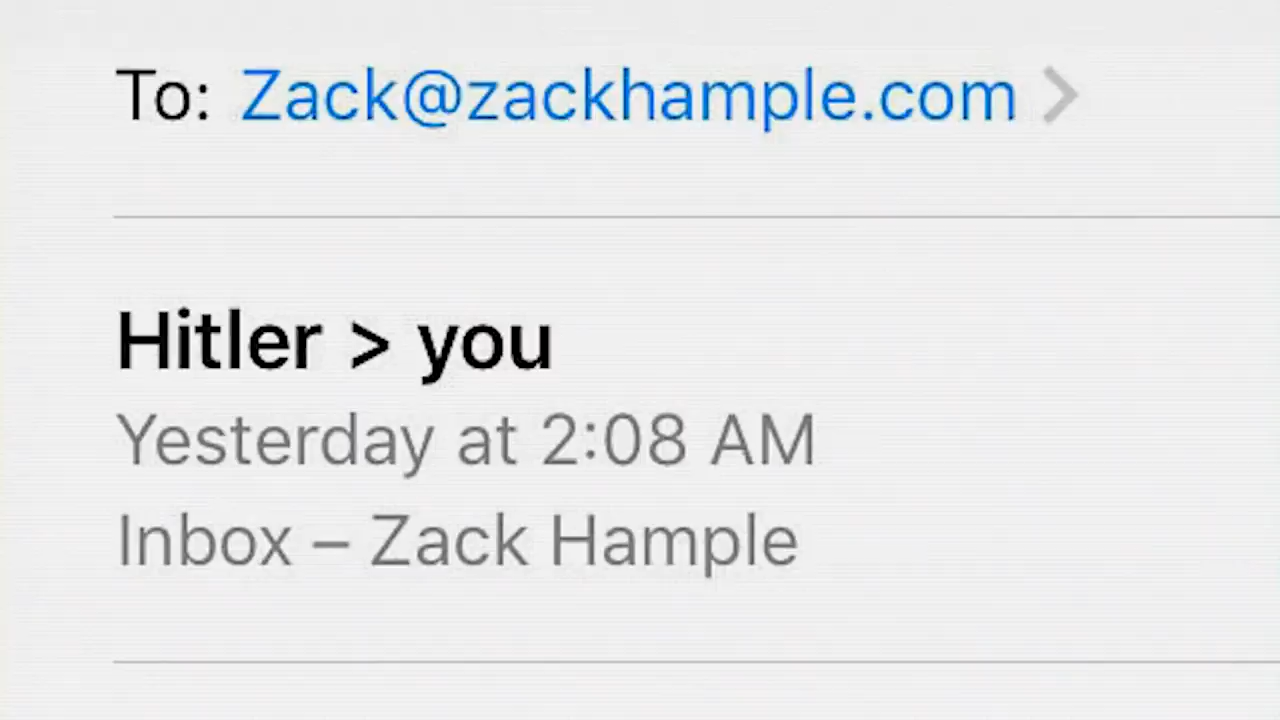 To: Zack@zackhample.com
Hitler > you
Yesterday at 2:08 AM
Inbox – Zack Hample